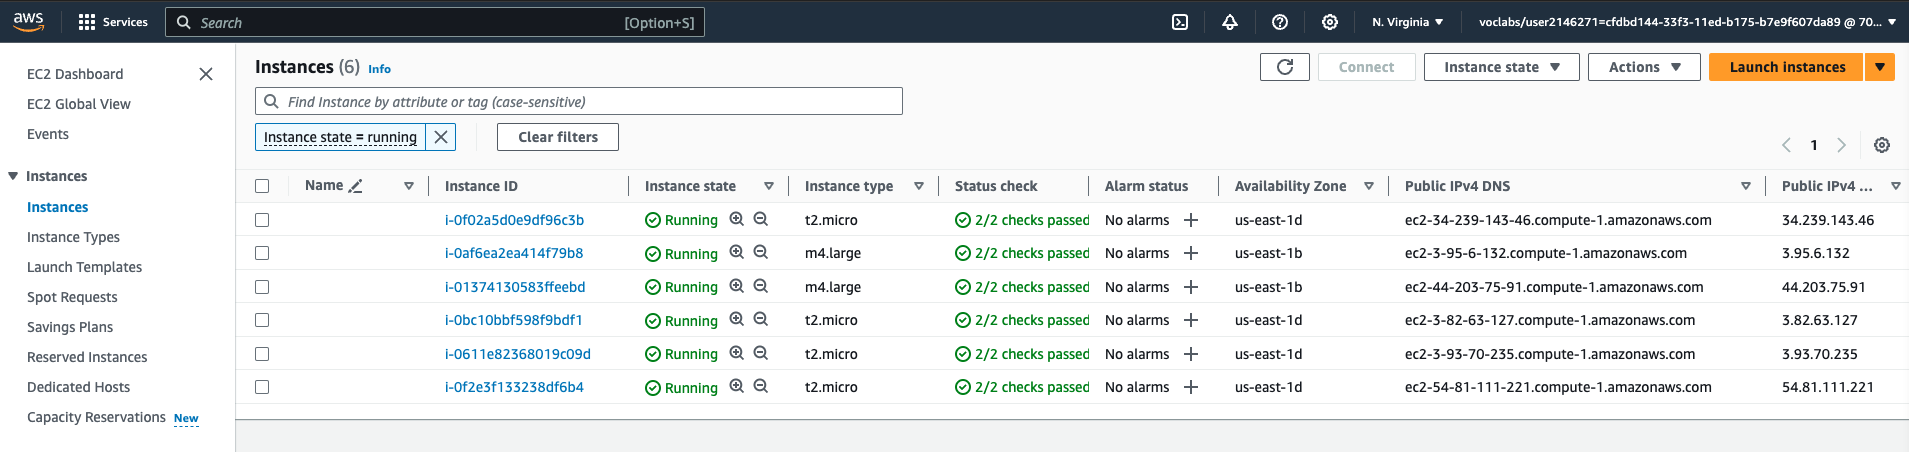 aws Services Search [Option+S] N. Virginia voclabs/user2146271=cfdbd144-33f3-11ed-b175-b7e9f607da89 @ 70...
EC2 Dashboard
EC2 Global View
Events
Instances
Instances
Instance Types
Launch Templates
Spot Requests
Savings Plans
Reserved Instances
Dedicated Hosts
Capacity Reservations New
Instances (6) Info
Connect Instance state Actions Launch instances
Find Instance by attribute or tag (case-sensitive)
Instance state = running Clear filters
1
Name Instance ID Instance state Instance type Status check Alarm status Availability Zone Public IPv4 DNS Public IPv4 ...
i-0f02a5d0e9df96c3b Running t2.micro 2/2 checks passed No alarms us-east-1d ec2-34-239-143-46.compute-1.amazonaws.com 34.239.143.46
i-0af6ea2ea414f79b8 Running m4.large 2/2 checks passed No alarms us-east-1b ec2-3-95-6-132.compute-1.amazonaws.com 3.95.6.132
i-01374130583ffeebd Running m4.large 2/2 checks passed No alarms us-east-1b ec2-44-203-75-91.compute-1.amazonaws.com 44.203.75.91
i-0bc10bbf598f9bdf1 Running t2.micro 2/2 checks passed No alarms us-east-1d ec2-3-82-63-127.compute-1.amazonaws.com 3.82.63.127
i-0611e82368019c09d Running t2.micro 2/2 checks passed No alarms us-east-1d ec2-3-93-70-235.compute-1.amazonaws.com 3.93.70.235
i-0f2e3f133238df6b4 Running t2.micro 2/2 checks passed No alarms us-east-1d ec2-54-81-111-221.compute-1.amazonaws.com 54.81.111.221